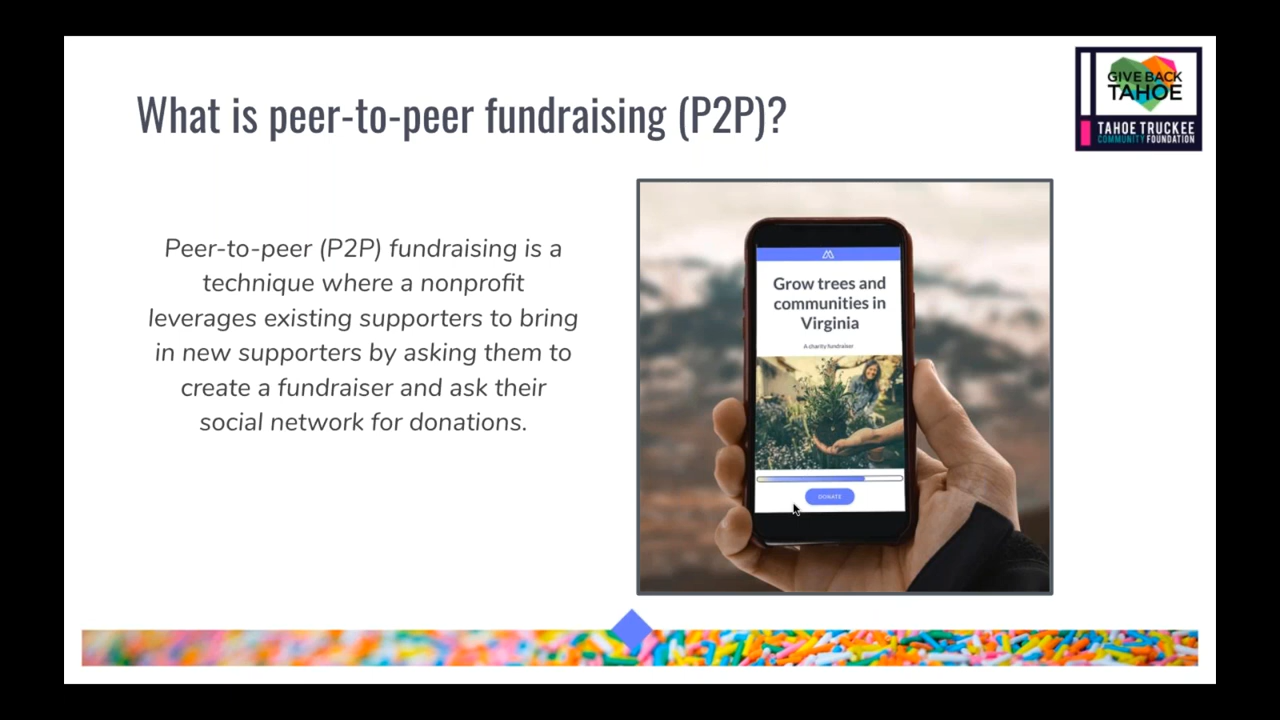 What is peer-to-peer fundraising (P2P)?
GIVE BACK
TAHOE
TAHOE TRUCKEE
COMMUNITY FOUNDATION
Peer-to-peer (P2P) fundraising is a
technique where a nonprofit
leverages existing supporters to bring
in new supporters by asking them to
create a fundraiser and ask their
social network for donations.
Grow trees and
communities in
Virginia
A charity fundraiser
DONATE